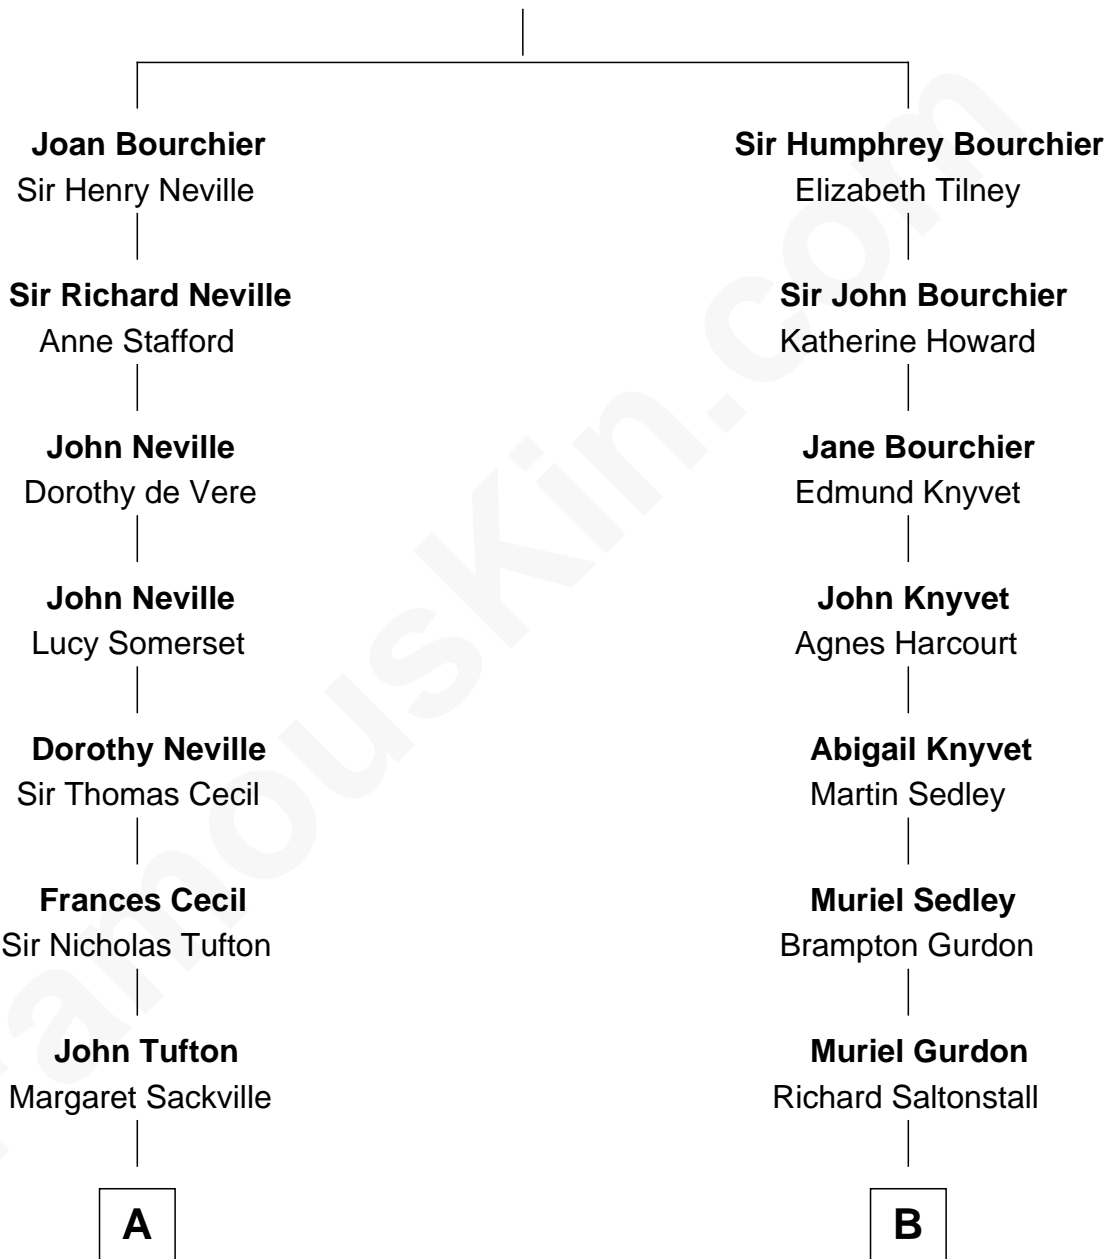 Joan Bourchier
Sir Henry Neville
Sir Richard Neville
Anne Stafford
John Neville
Dorothy de Vere
John Neville
Lucy Somerset
Dorothy Neville
Sir Thomas Cecil
Frances Cecil
Sir Nicholas Tufton
John Tufton
Margaret Sackville
A
Sir Humphrey Bourchier
Elizabeth Tilney
Sir John Bourchier
Katherine Howard
Jane Bourchier
Edmund Knyvet
John Knyvet
Agnes Harcourt
Abigail Knyvet
Martin Sedley
Muriel Sedley
Brampton Gurdon
Muriel Gurdon
Richard Saltonstall
B
FamousKin.com